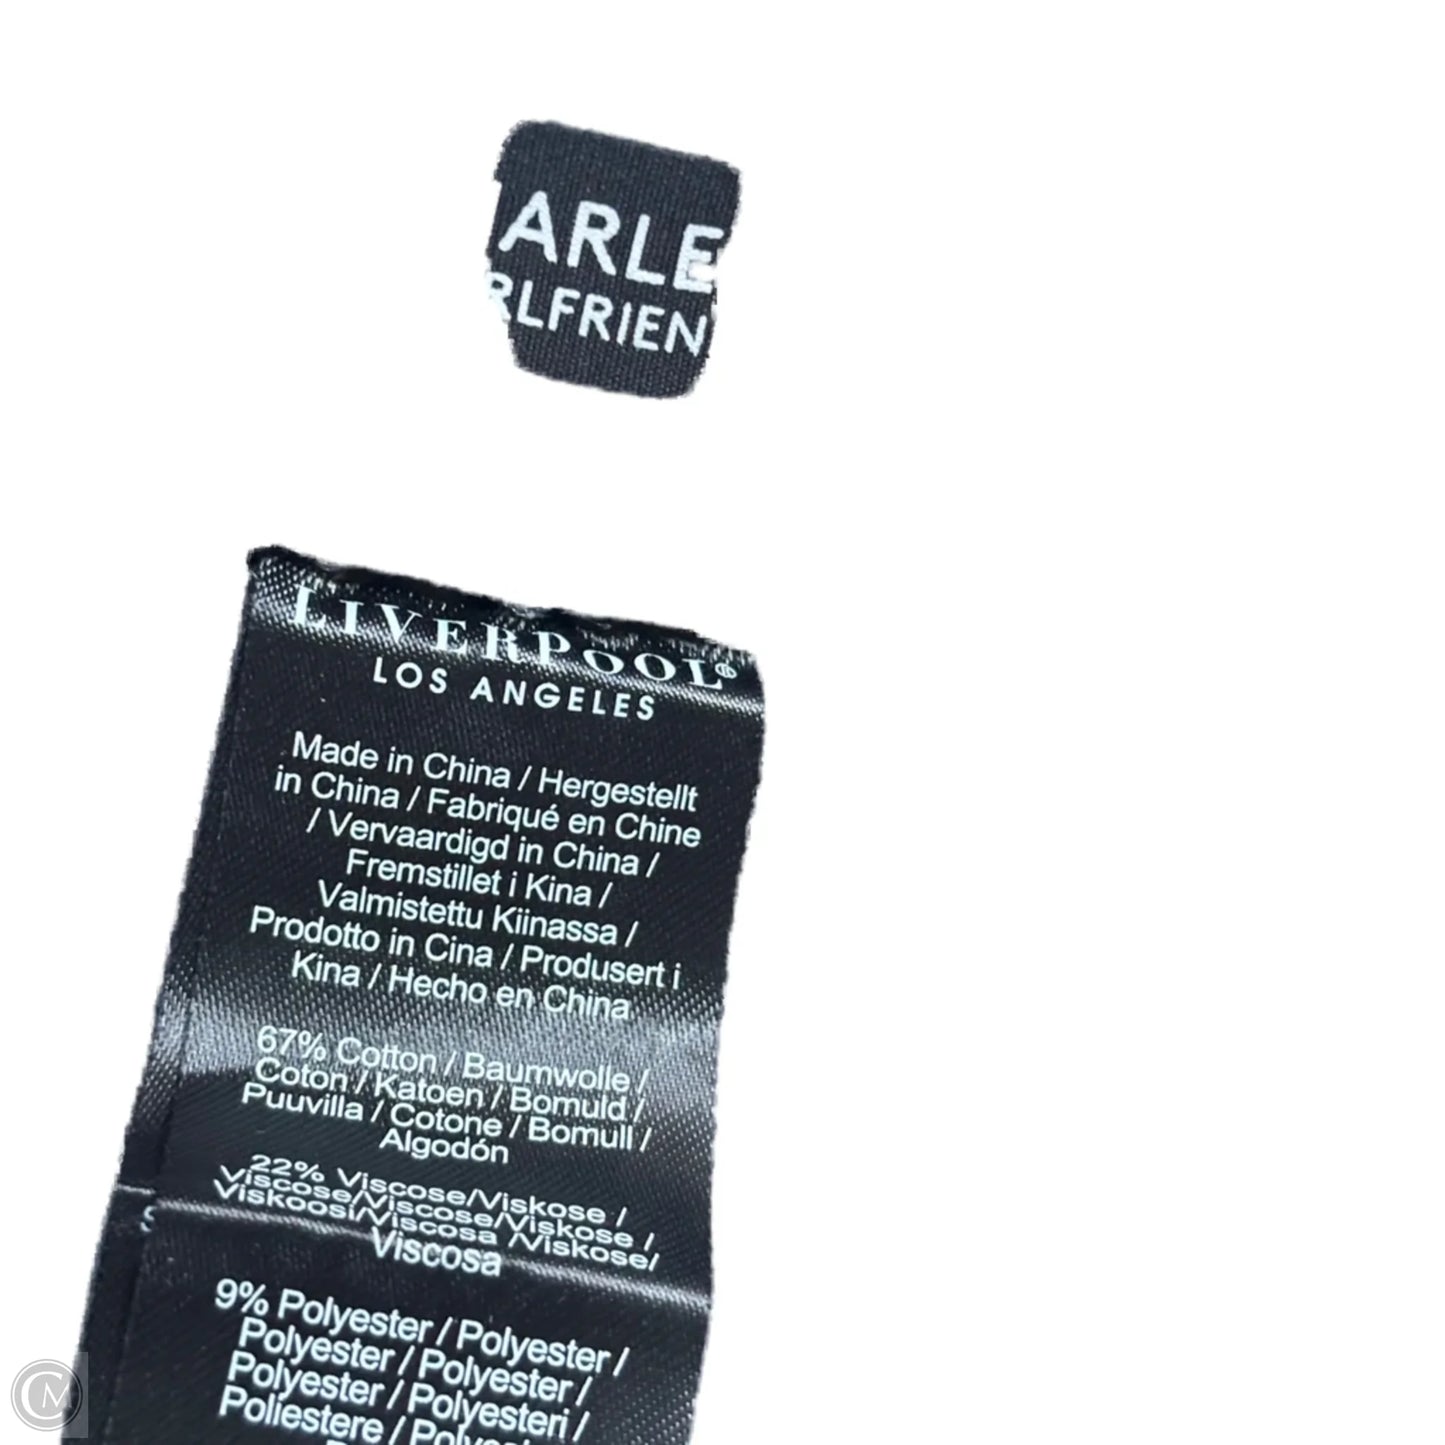 ARLE
RLFRIEN
LIVERPOOL®
LOS ANGELES
Made in China / Hergestellt
in China / Fabriqué en Chine
/ Vervaardigd in China /
Fremstillet i Kina /
Valmistettu Kiinassa /
Prodotto in Cina / Produsert i
Kina / Hecho en China
67% Cotton / Baumwolle /
Coton / Katoen / Bomuld /
Puuvilla / Cotone / Bomull /
Algodón
22% Viscose/Viskose /
Viscose/Viscose/Viskose /
Viskoosi/Viscosa /Viskose/
Viscosa
9% Polyester / Polyester /
Polyester / Polyester /
Polyester / Polyesteri /
Poliestere /
CM